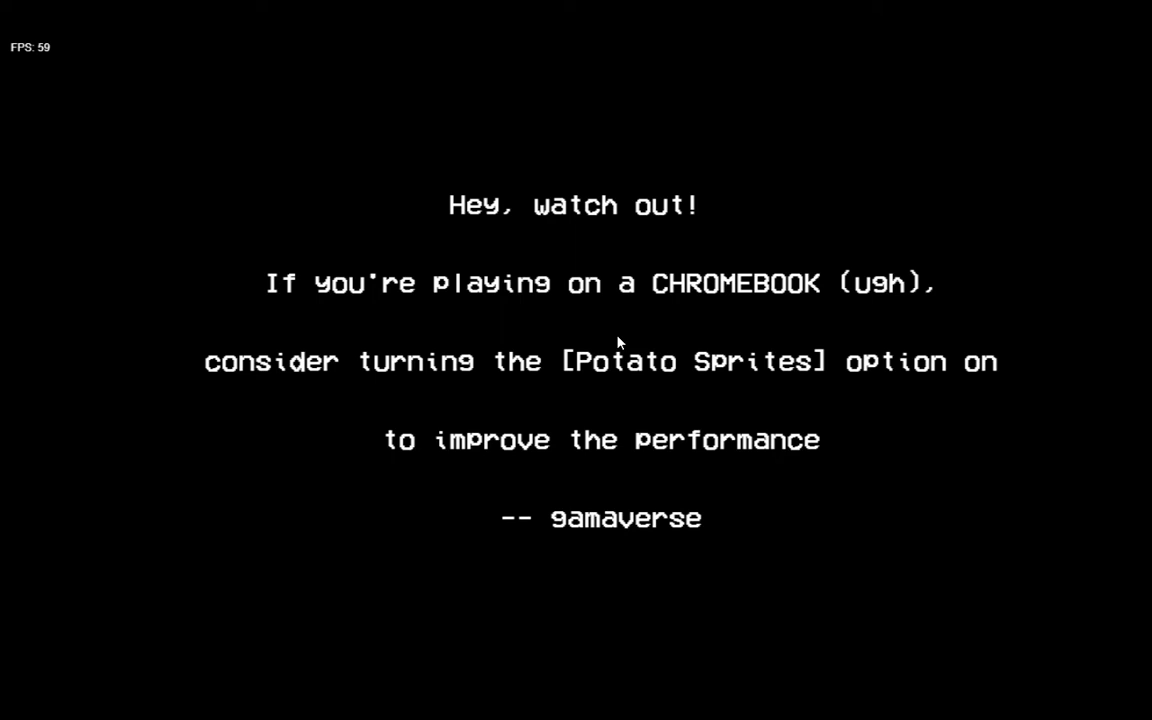 FPS: 59
Hey, watch out!
If you're playing on a CHROMEBOOK (ugh),
consider turning the [Potato Sprites] option on
to improve the performance
-- gamaverse